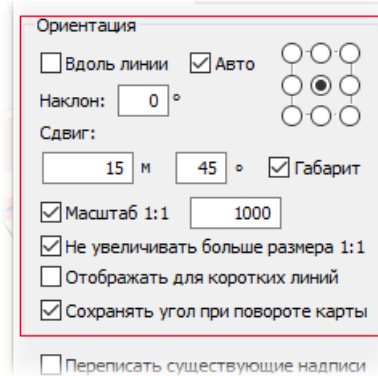 Ориентация
Вдоль линии Авто
Наклон: 0 °
Сдвиг:
15 м 45 ° Габарит
Масштаб 1:1 1000
Не увеличивать больше размера 1:1
Отображать для коротких линий
Сохранять угол при повороте карты
Переписать существующие надписи